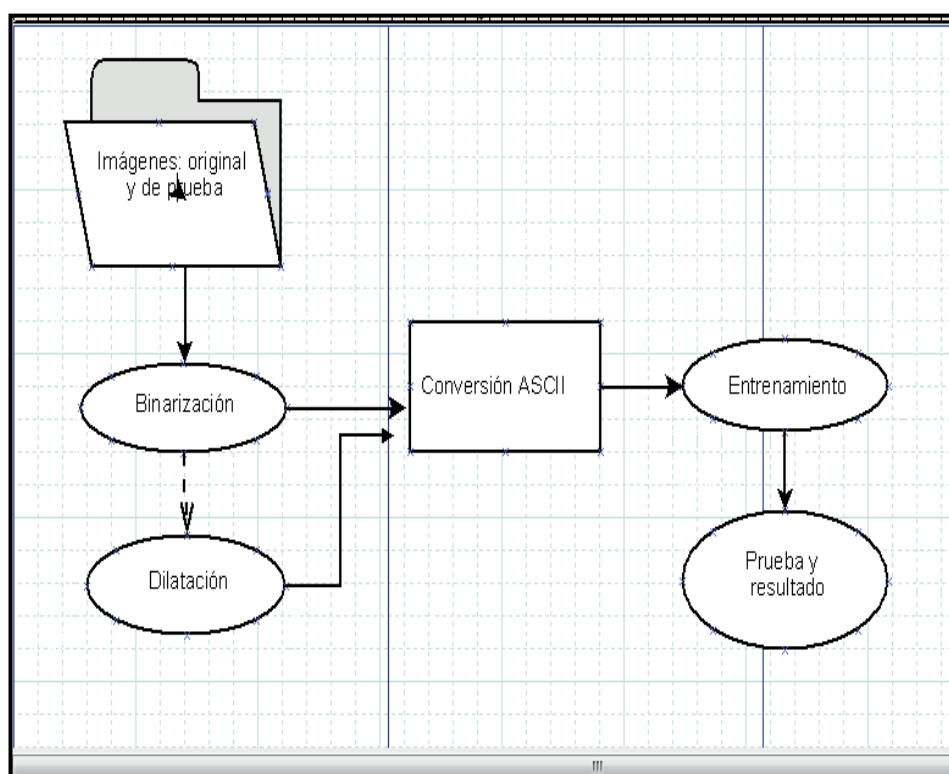 Imágenes: original
y de prueba
Binarización
Dilatación
Conversión ASCII
Entrenamiento
Prueba y
resultado